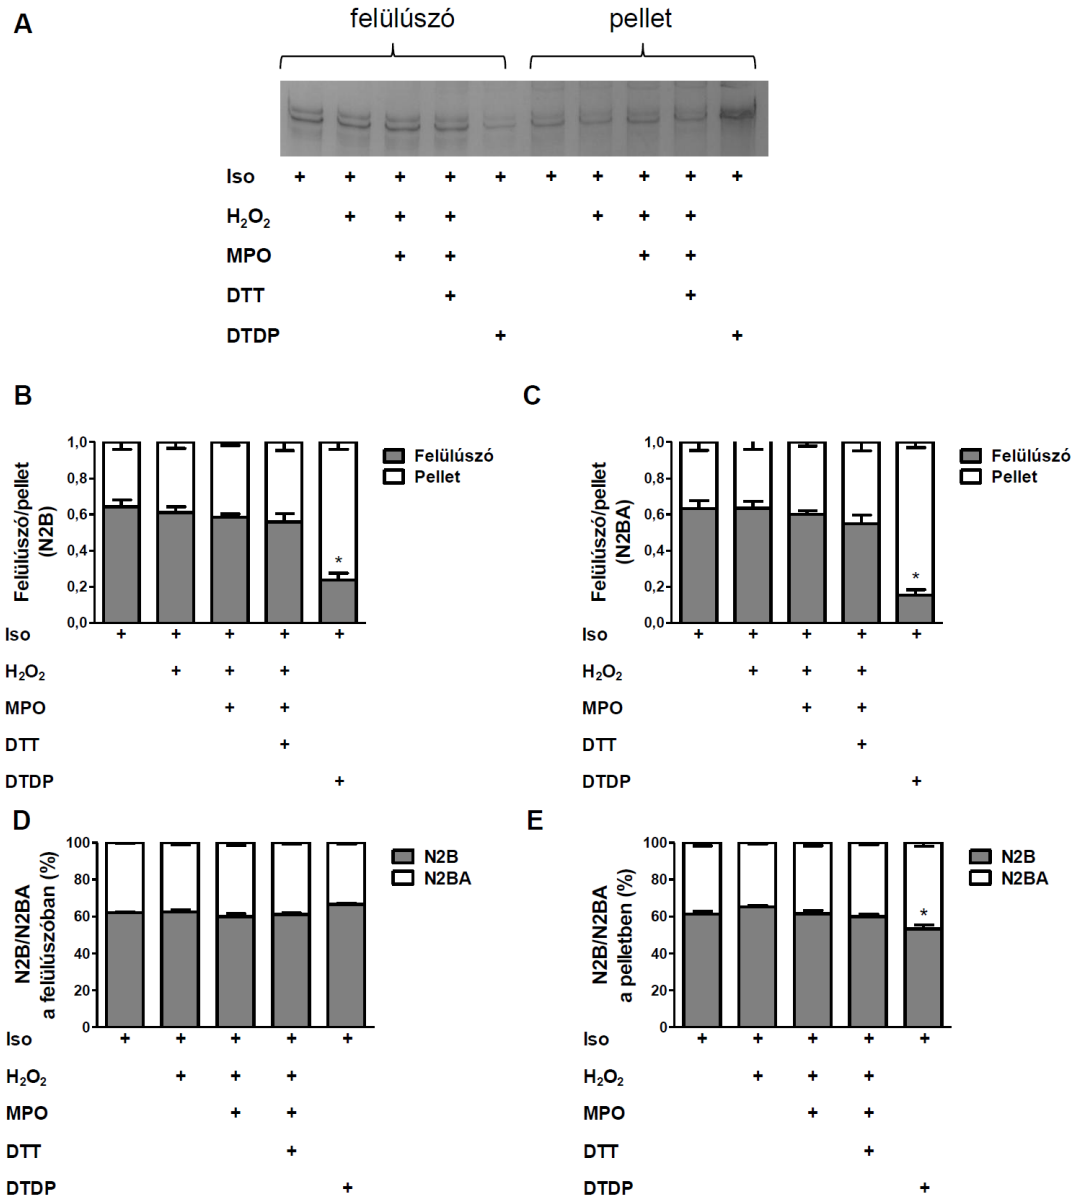 A
felülúszó pellet
Iso + + + + + + + + + +
H₂O₂ + + + + + +
MPO + + + +
DTT + +
DTDP + +
B
Felülúszó/pellet
(N2B)
1,0
0,8
0,6
0,4
0,2
0,0
*
Felülúszó
Pellet
Iso + + + + +
H₂O₂ + + +
MPO + +
DTT +
DTDP +
C
Felülúszó/pellet
(N2BA)
1,0
0,8
0,6
0,4
0,2
0,0
*
Felülúszó
Pellet
Iso + + + + +
H₂O₂ + + +
MPO + +
DTT +
DTDP +
D
N2B/N2BA
a felülúszóban (%)
100
80
60
40
20
0
N2B
N2BA
Iso + + + + +
H₂O₂ + + +
MPO + +
DTT +
DTDP +
E
N2B/N2BA
a pelletben (%)
100
80
60
40
20
0
*
N2B
N2BA
Iso + + + + +
H₂O₂ + + +
MPO + +
DTT +
DTDP +